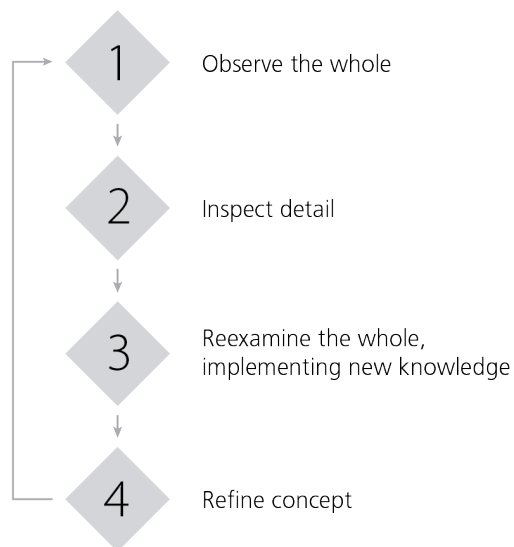 1 Observe the whole
2 Inspect detail
3 Reexamine the whole,
implementing new knowledge
4 Refine concept